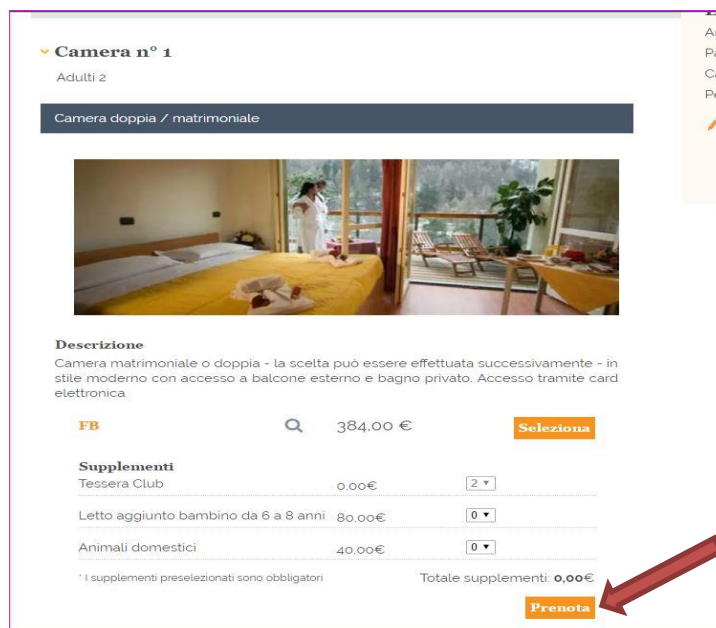 Camera n° 1
Adulti 2
Camera doppia / matrimoniale
Descrizione
Camera matrimoniale o doppia - la scelta può essere effettuata successivamente - in
stile moderno con accesso a balcone esterno e bagno privato. Accesso tramite card
elettronica
FB 384,00 € Seleziona
Supplementi
Tessera Club 0,00€ 2
Letto aggiunto bambino da 6 a 8 anni 80,00€ 0
Animali domestici 40,00€ 0
* I supplementi preselezionati sono obbligatori Totale supplementi: 0,00€
Prenota